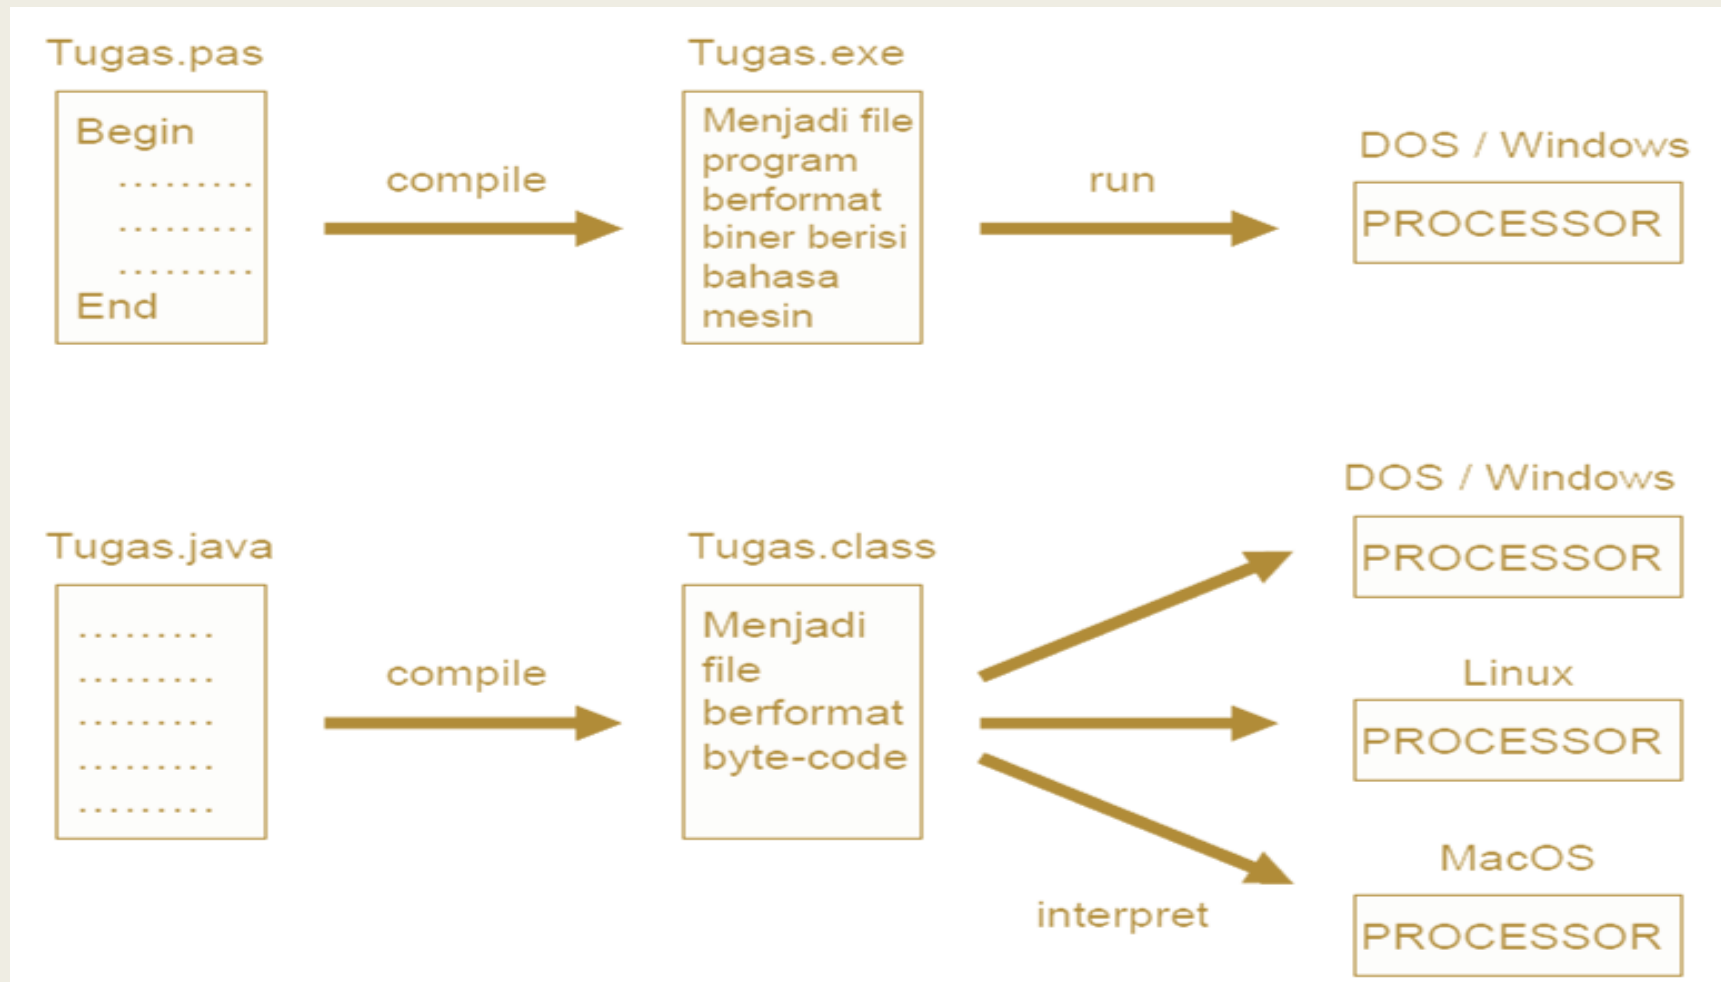 Tugas.pas
Begin
.........
.........
.........
End
compile
Tugas.exe
Menjadi file
program
berformat
biner berisi
bahasa
mesin
run
DOS / Windows
PROCESSOR
Tugas.java
.........
.........
.........
.........
.........
compile
Tugas.class
Menjadi
file
berformat
byte-code
interpret
DOS / Windows
PROCESSOR
Linux
PROCESSOR
MacOS
PROCESSOR